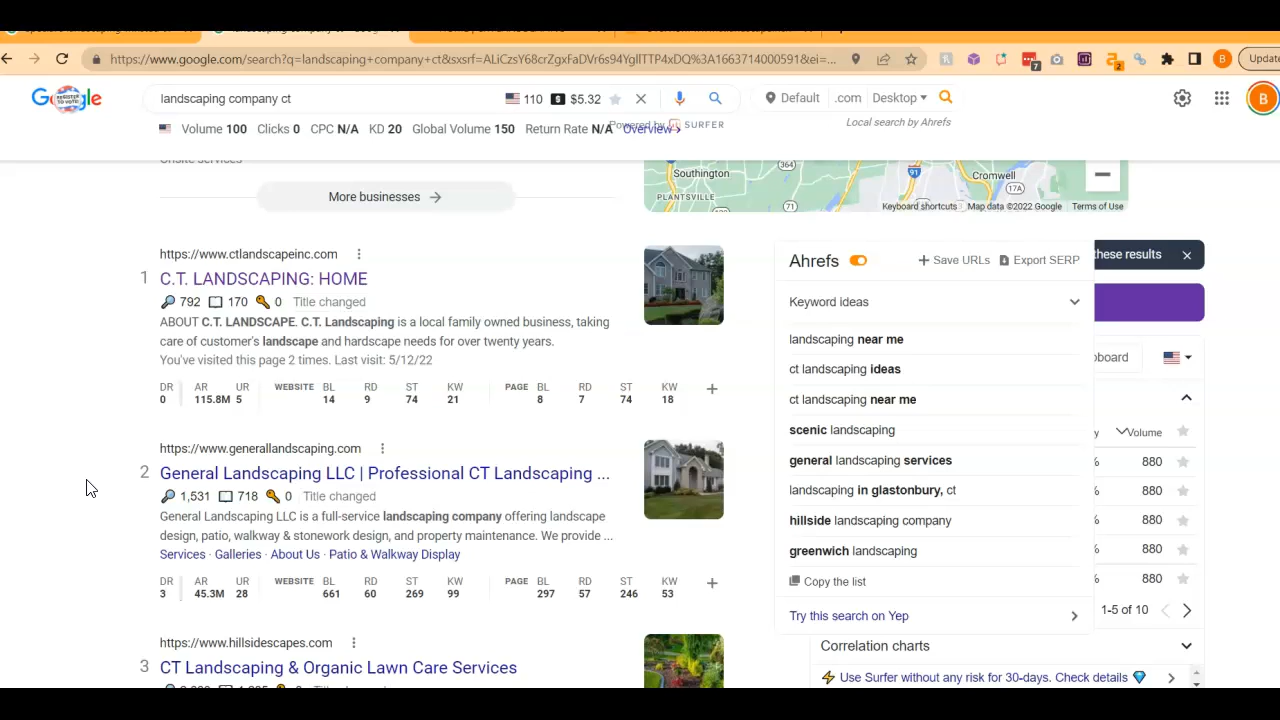 https://www.google.com/search?q=landscaping+company+ct&sxsrf=ALiCzsY68crZgxFaDVr6s94YgllTTP4xDQ%3A1663714000591&ei=...
7
2
B
Update
landscaping company ct
110
$5.32
Default
.com
Desktop
B
Volume 100 Clicks 0 CPC N/A KD 20 Global Volume 150 Return Rate N/A Overview
Powered by SURFER
Local search by Ahrefs
Onsite services
More businesses
Southington
PLANTSVILLE
364
71
91
Cromwell
17A
Keyboard shortcuts
Map data ©2022 Google
Terms of Use
https://www.ctlandscapeinc.com
1
C.T. LANDSCAPING: HOME
792 170 0 Title changed
ABOUT C.T. LANDSCAPE. C.T. Landscaping is a local family owned business, taking
care of customer's landscape and hardscape needs for over twenty years.
You've visited this page 2 times. Last visit: 5/12/22
DR AR UR WEBSITE BL RD ST KW PAGE BL RD ST KW
0 115.8M 5 14 9 74 21 8 7 74 18
https://www.generallandscaping.com
2
General Landscaping LLC | Professional CT Landscaping ...
1,531 718 0 Title changed
General Landscaping LLC is a full-service landscaping company offering landscape
design, patio, walkway & stonework design, and property maintenance. We provide ...
Services · Galleries · About Us · Patio & Walkway Display
DR AR UR WEBSITE BL RD ST KW PAGE BL RD ST KW
3 45.3M 28 661 60 269 99 297 57 246 53
https://www.hillsidescapes.com
3
CT Landscaping & Organic Lawn Care Services
Ahrefs
Save URLs
Export SERP
Keyword ideas
landscaping near me
ct landscaping ideas
ct landscaping near me
scenic landscaping
general landscaping services
landscaping in glastonbury, ct
hillside landscaping company
greenwich landscaping
Copy the list
Try this search on Yep
these results
board
y
Volume
% 880
% 880
% 880
% 880
% 880
1-5 of 10
Correlation charts
Use Surfer without any risk for 30-days. Check details